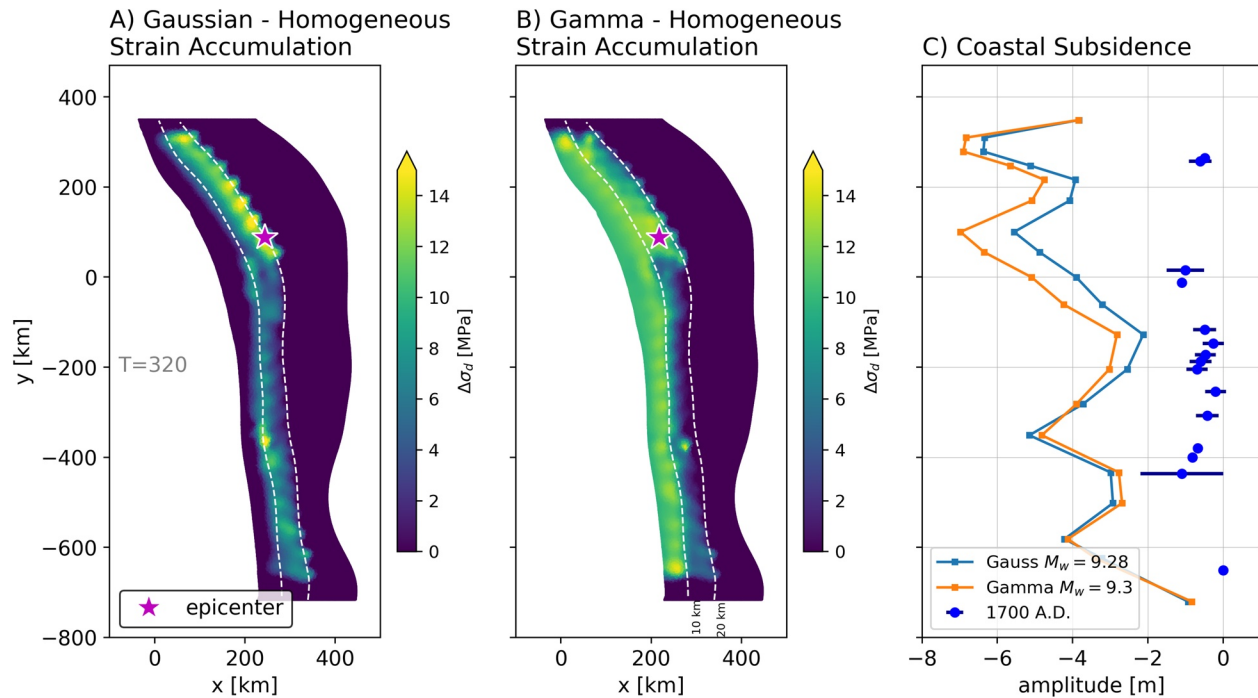 A) Gaussian - Homogeneous
Strain Accumulation
B) Gamma - Homogeneous
Strain Accumulation
C) Coastal Subsidence
400
200
0
−200
−400
−600
−800
y [km]
T=320
epicenter
0
200
400
x [km]
14
12
10
8
6
4
2
0
Δσd [MPa]
10 km
20 km
0
200
400
x [km]
14
12
10
8
6
4
2
0
Δσd [MPa]
Gauss Mw = 9.28
Gamma Mw = 9.3
1700 A.D.
−8
−6
−4
−2
0
amplitude [m]